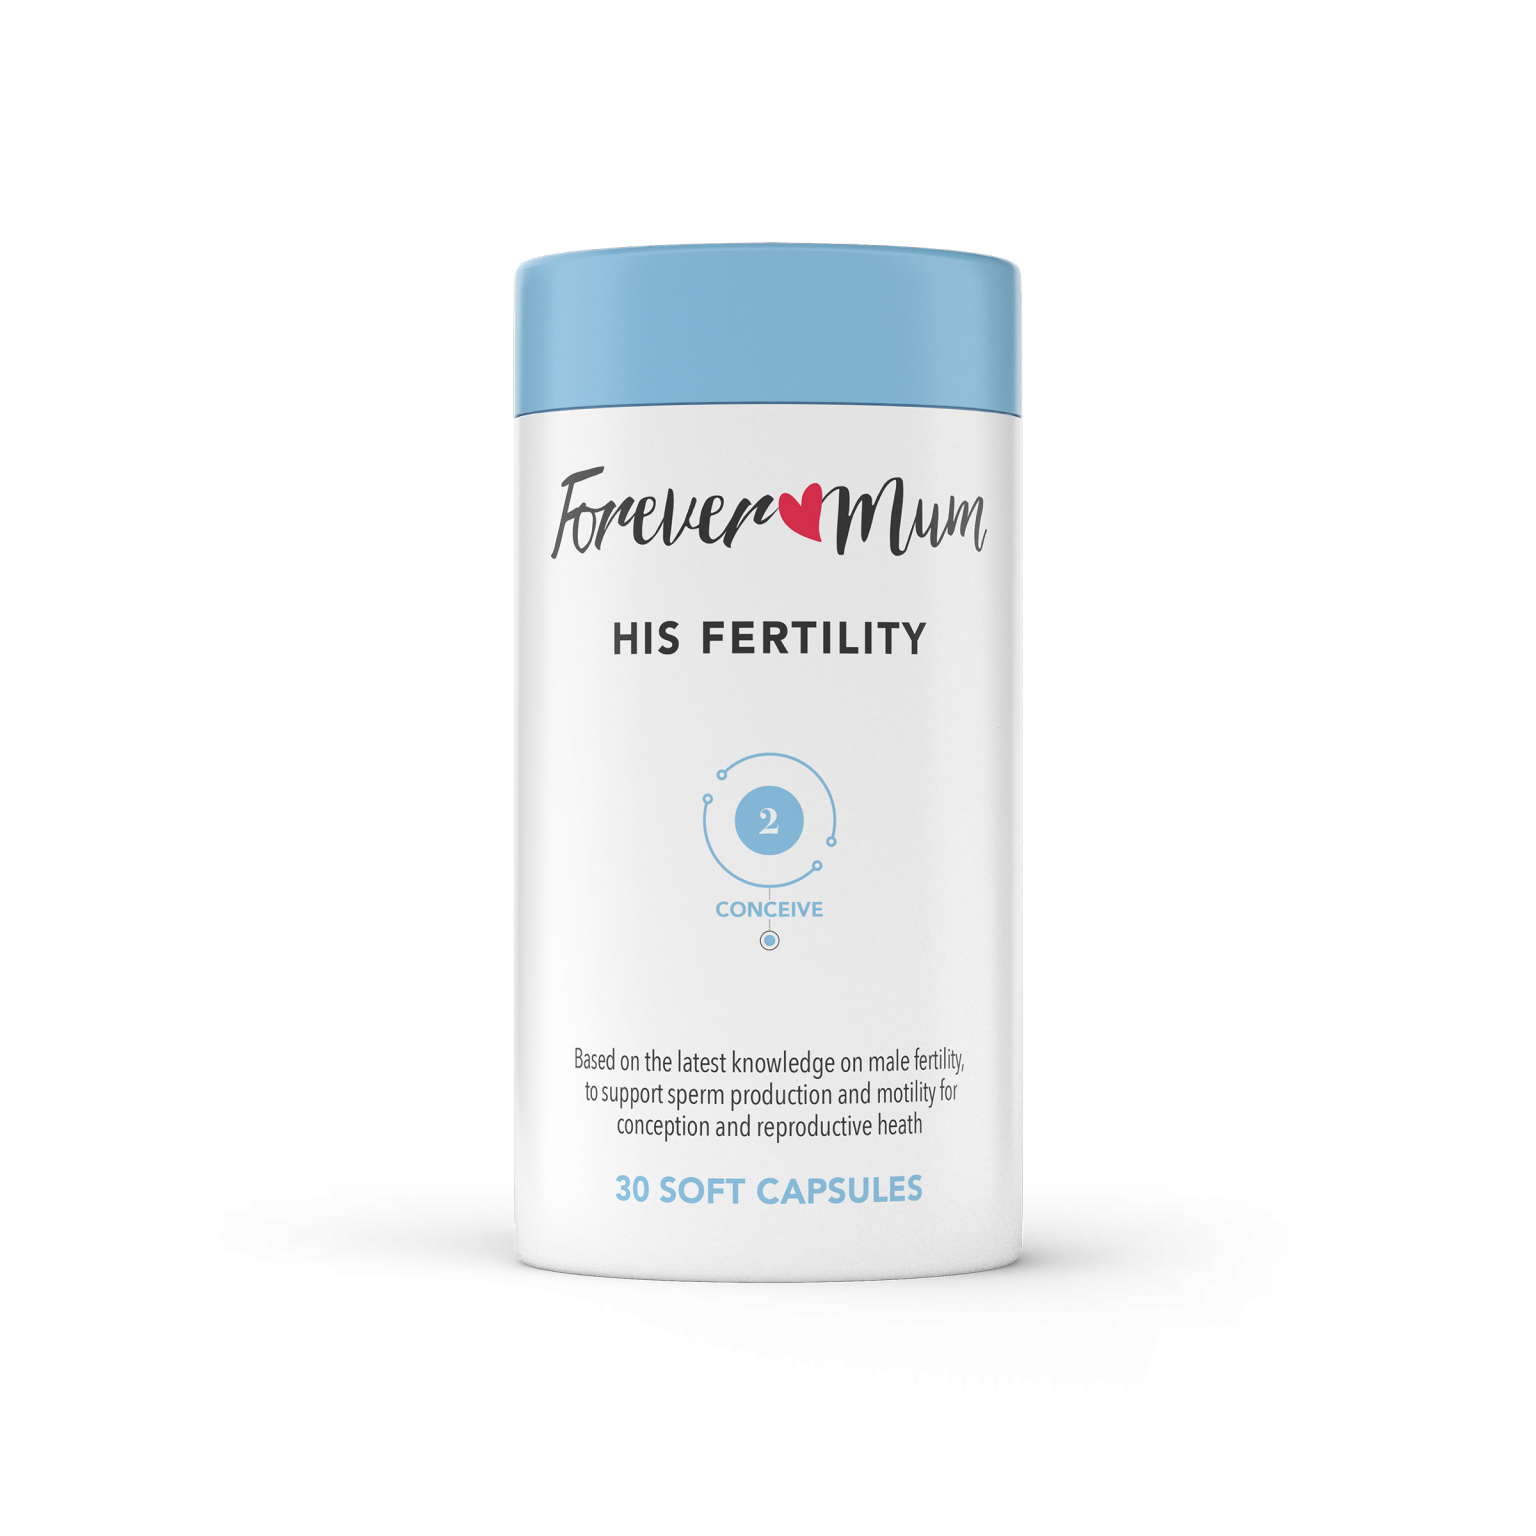 Forever Mum
HIS FERTILITY
2
CONCEIVE
Based on the latest knowledge on male fertility,
to support sperm production and motility for
conception and reproductive heath
30 SOFT CAPSULES